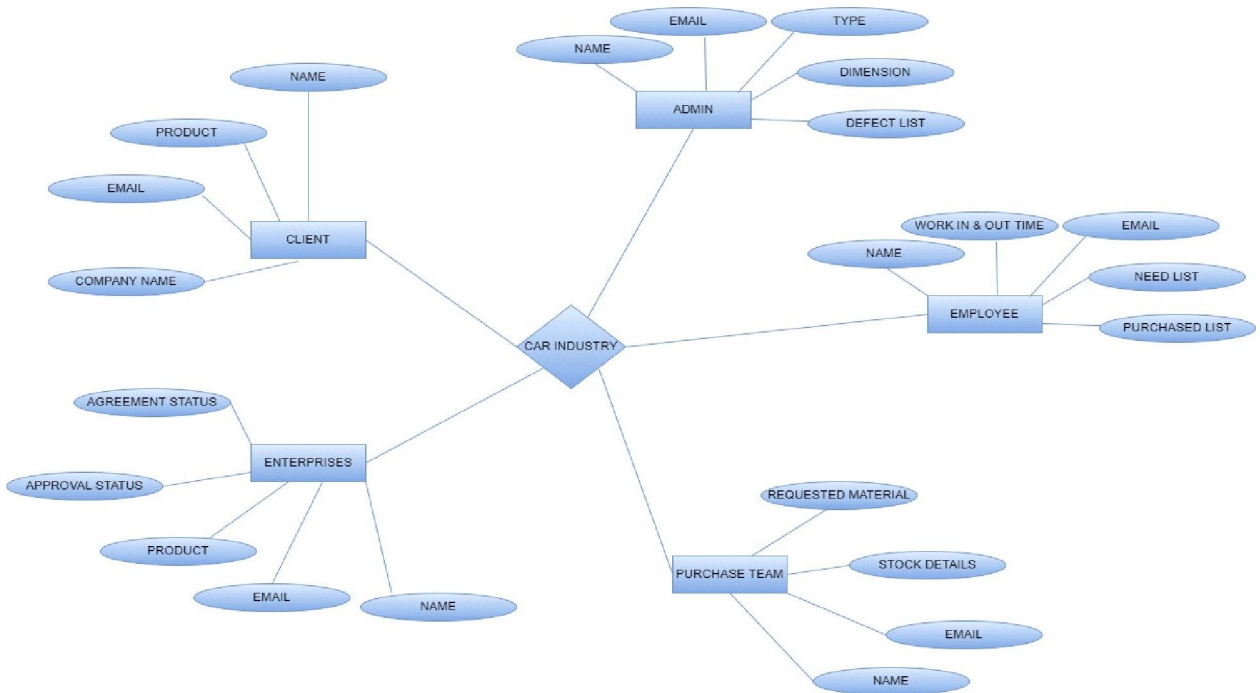 EMAIL
TYPE
NAME
DIMENSION
ADMIN
DEFECT LIST
NAME
PRODUCT
EMAIL
CLIENT
COMPANY NAME
WORK IN & OUT TIME
EMAIL
NAME
NEED LIST
EMPLOYEE
PURCHASED LIST
CAR INDUSTRY
AGREEMENT STATUS
ENTERPRISES
APPROVAL STATUS
PRODUCT
EMAIL
NAME
REQUESTED MATERIAL
STOCK DETAILS
PURCHASE TEAM
EMAIL
NAME